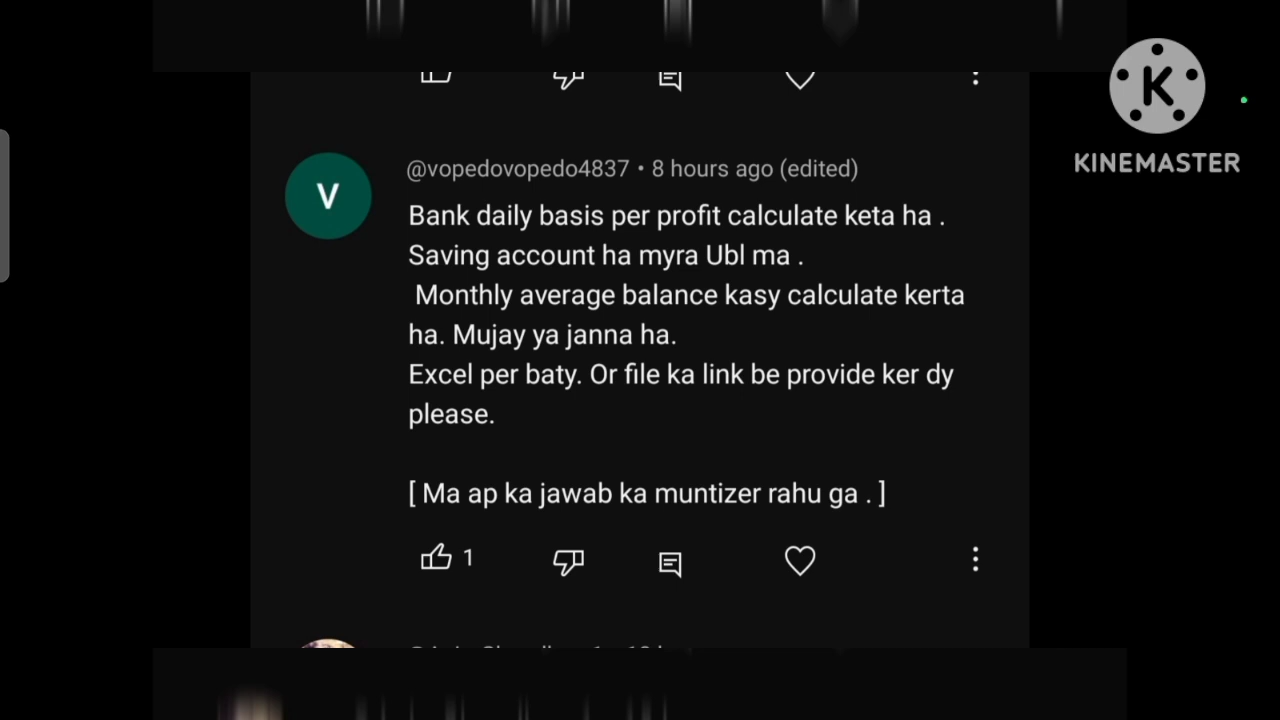 KINEMASTER
@vopedovopedo4837 • 8 hours ago (edited)
V
Bank daily basis per profit calculate keta ha .
Saving account ha myra Ubl ma .
Monthly average balance kasy calculate kerta
ha. Mujay ya janna ha.
Excel per baty. Or file ka link be provide ker dy
please.
[ Ma ap ka jawab ka muntizer rahu ga . ]
1